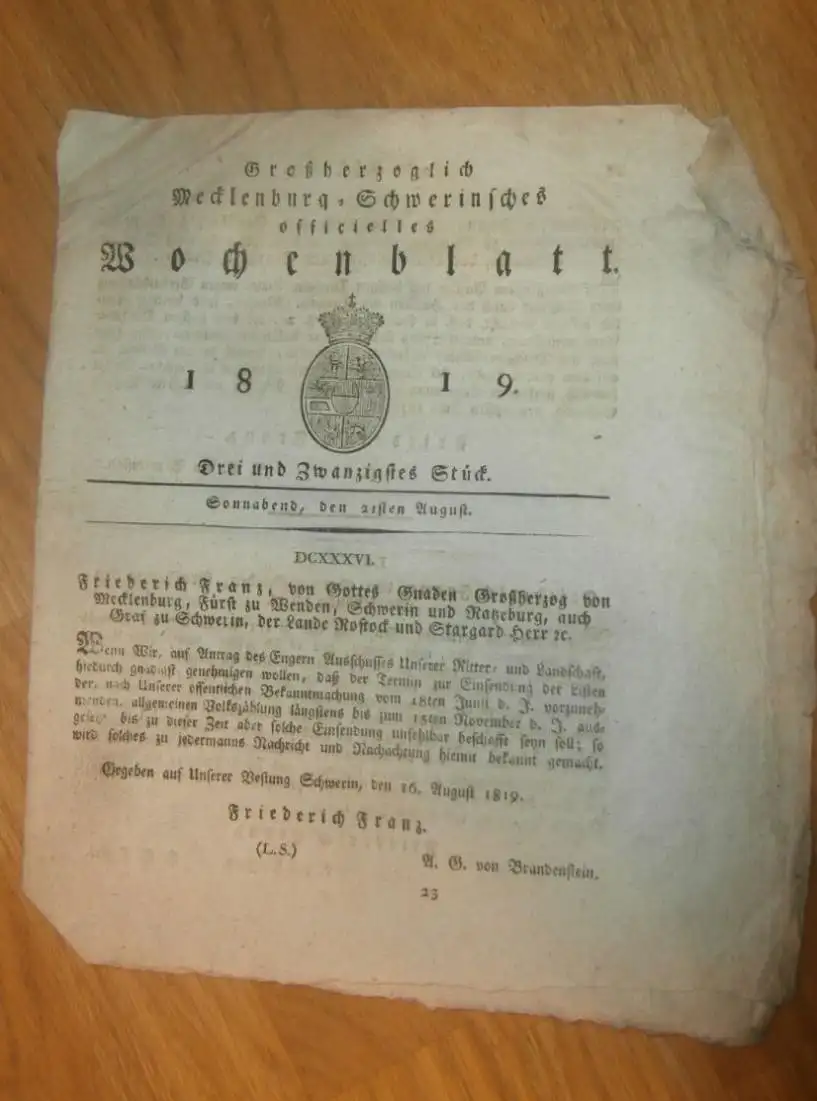 Großherzoglich
Mecklenburg-Schwerinsches
officielles
Wochenblatt.
1819.
Drei und Zwanzigstes Stück.
Sonnabend, den 21sten August.
DCXXXVI.
Friederich Franz, von Gottes Gnaden Großherzog von
Mecklenburg, Fürst zu Wenden, Schwerin und Ratzeburg, auch
Graf zu Schwerin, der Lande Rostock und Stargard Herr ꝛc.
Wenn Wir, auf Antrag des Engern Ausschusses Unserer Ritter- und Landschaft,
hiedurch gnädigst genehmigen wollen, daß der Termin zur Einsendung der Listen
der, nach Unserer öffentlichen Bekanntmachung vom 18ten Junii d. J. vorzuneh-
menden, allgemeinen Volkszählung längstens bis zum 15ten November d. J. aus-
gesetzt, bis zu dieser Zeit aber solche Einsendung unfehlbar beschafft seyn soll; so
wird solches zu jedermanns Nachricht und Nachachtung hiemit bekannt gemacht.
Gegeben auf Unserer Vestung Schwerin, den 16. August 1819.
Friederich Franz.
(L.S.)
A. G. von Brandenstein.
23